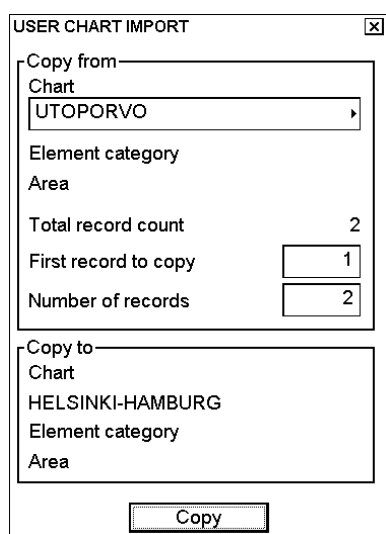 USER CHART IMPORT
Copy from
Chart
UTOPORVO
Element category
Area
Total record count 2
First record to copy 1
Number of records 2
Copy to
Chart
HELSINKI-HAMBURG
Element category
Area
Copy